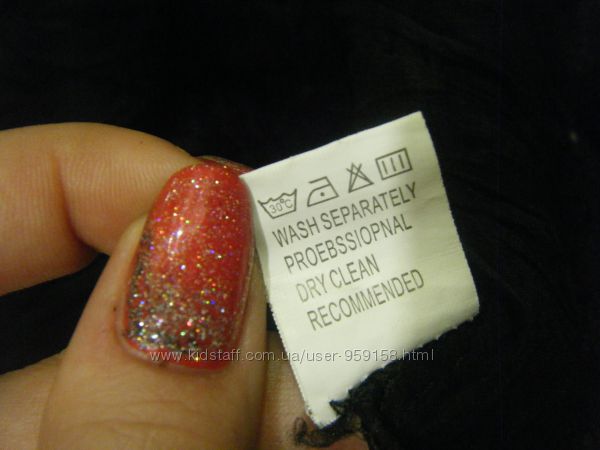 30°C
WASH SEPARATELY
PROEBSSIOPNAL
DRY CLEAN
RECOMMENDED
www.kidstaff.com.ua/user-959158.html